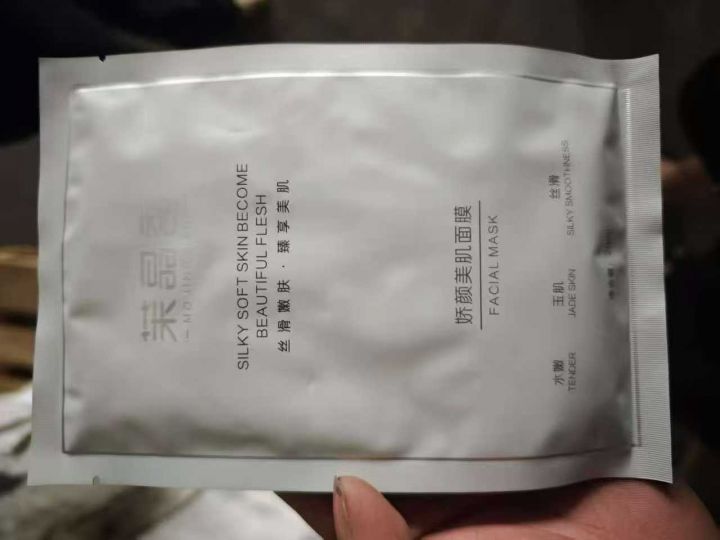 SILKY SOFT SKIN BECOME
BEAUTIFUL FLESH
丝滑嫩肤·臻享美肌
娇颜美肌面膜
FACIAL MASK
水嫩 玉肌 丝滑
TENDER JADE SKIN SILKY SMOOTHNESS